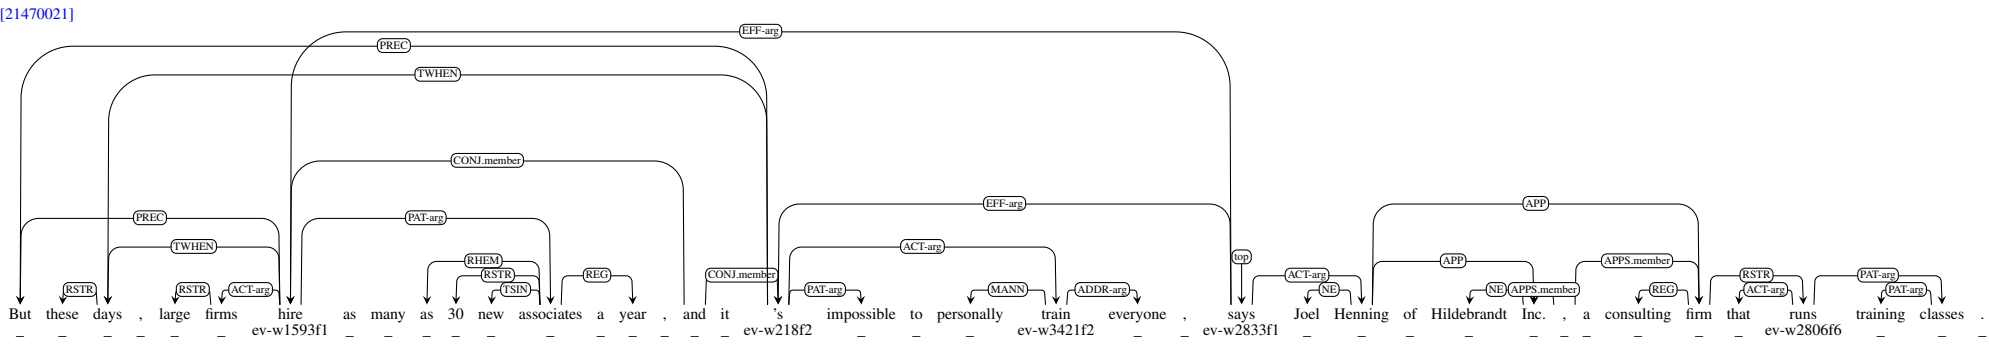 [21470021]
EFF-arg
PREC
TWHEN
CONJ.member
PREC PAT-arg EFF-arg APP
TWHEN ACT-arg
top
RHEM APP APPS.member
RSTR REG CONJ.member ACT-arg RSTR PAT-arg
RSTR RSTR ACT-arg TSIN PAT-arg MANN ADDR-arg NE NE APPS.member REG ACT-arg PAT-arg
But these days , large firms hire as many as 30 new associates a year , and it 's impossible to personally train everyone , says Joel Henning of Hildebrandt Inc. , a consulting firm that runs training classes .
ev-w1593f1 ev-w218f2 ev-w3421f2 ev-w2833f1 ev-w2806f6
_ _ _ _ _ _ _ _ _ _ _ _ _ _ _ _ _ _ _ _ _ _ _ _ _ _ _ _ _ _ _ _ _ _